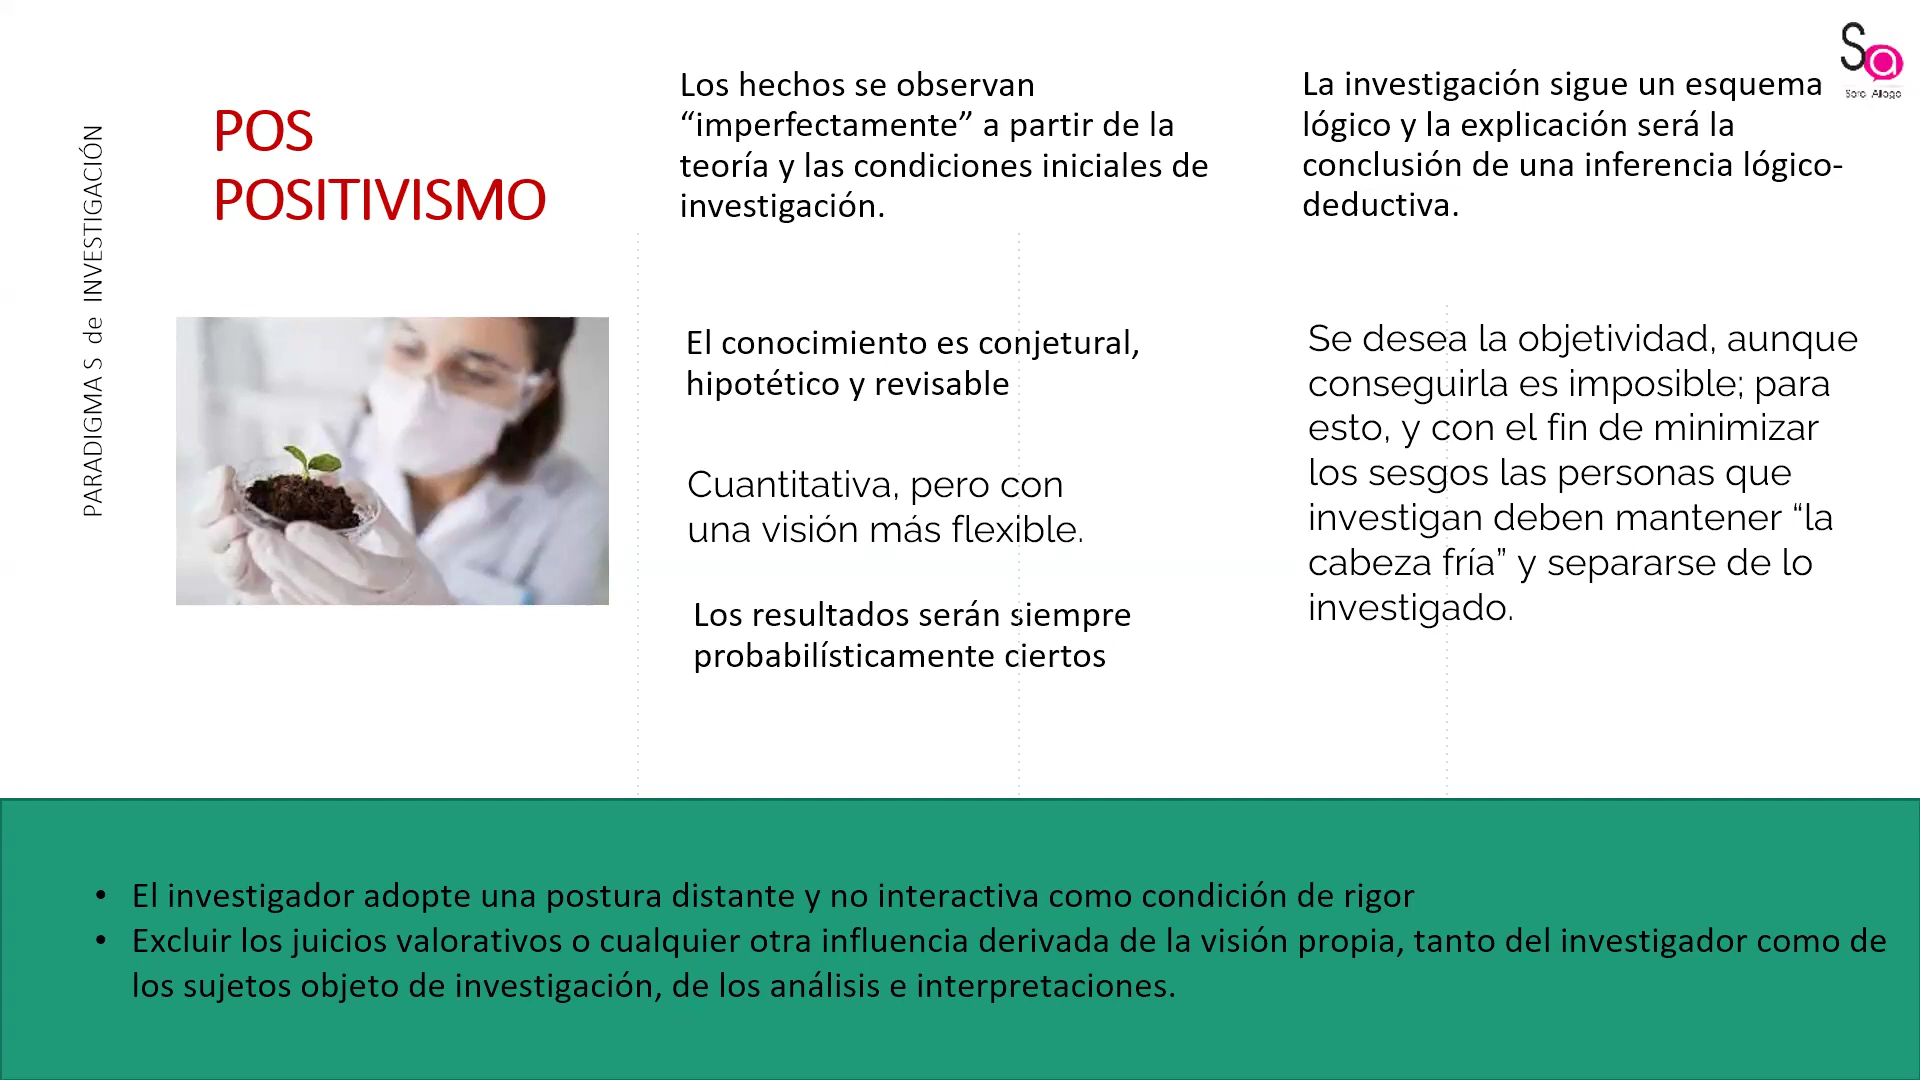 PARADIGMAS de INVESTIGACIÓN
POS
POSITIVISMO
Los hechos se observan
“imperfectamente” a partir de la
teoría y las condiciones iniciales de
investigación.
El conocimiento es conjetural,
hipotético y revisable
Cuantitativa, pero con
una visión más flexible.
Los resultados serán siempre
probabilísticamente ciertos
La investigación sigue un esquema
lógico y la explicación será la
conclusión de una inferencia lógico-
deductiva.
Se desea la objetividad, aunque
conseguirla es imposible; para
esto, y con el fin de minimizar
los sesgos las personas que
investigan deben mantener “la
cabeza fría” y separarse de lo
investigado.
Sa
• El investigador adopte una postura distante y no interactiva como condición de rigor
• Excluir los juicios valorativos o cualquier otra influencia derivada de la visión propia, tanto del investigador como de
los sujetos objeto de investigación, de los análisis e interpretaciones.